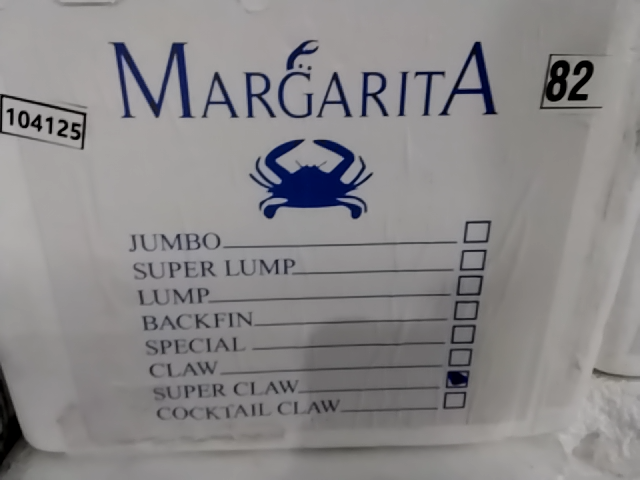 MARGARITA
82
104125
JUMBO
SUPER LUMP
LUMP
BACKFIN
SPECIAL
CLAW
SUPER CLAW
COCKTAIL CLAW